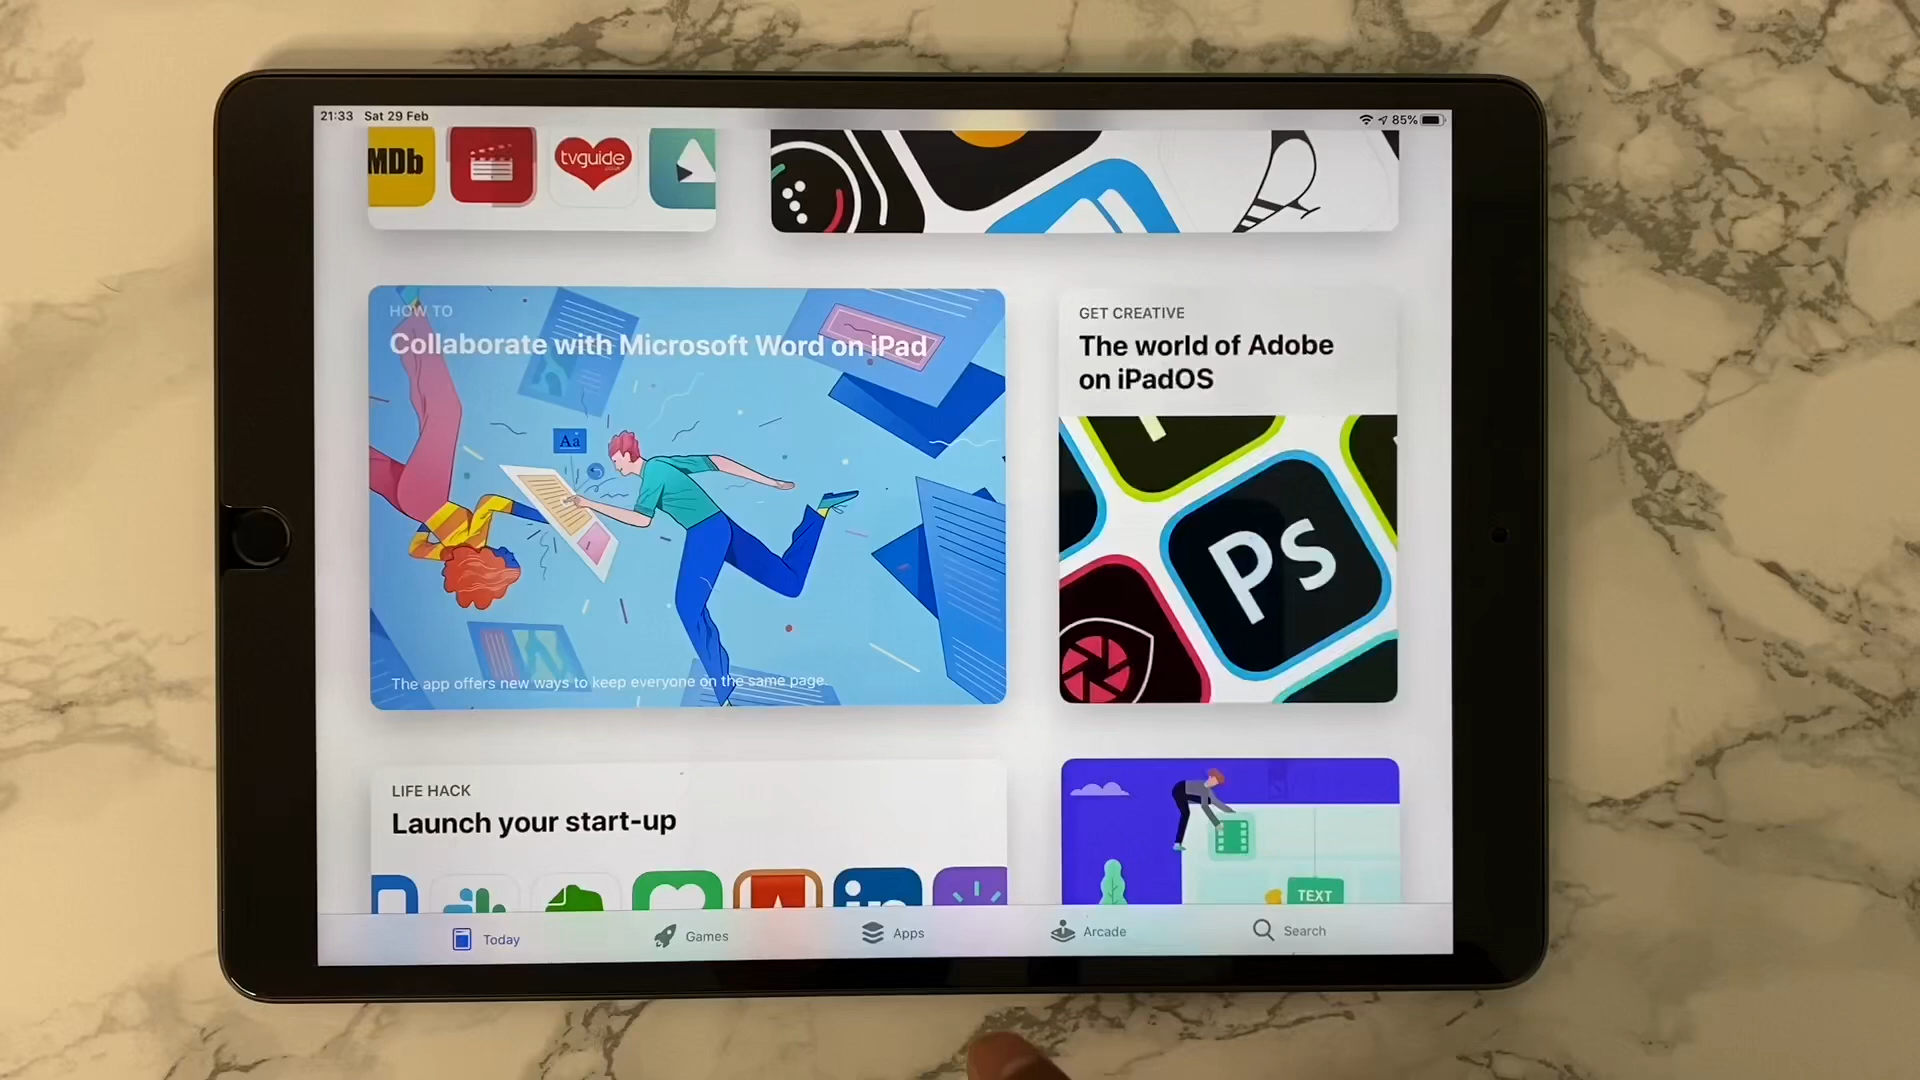 21:33 Sat 29 Feb
85%
MDb
tvguide
HOW TO
Collaborate with Microsoft Word on iPad
Aa
The app offers new ways to keep everyone on the same page.
GET CREATIVE
The world of Adobe
on iPadOS
Ps
LIFE HACK
Launch your start-up
in
TEXT
Today
Games
Apps
Arcade
Search